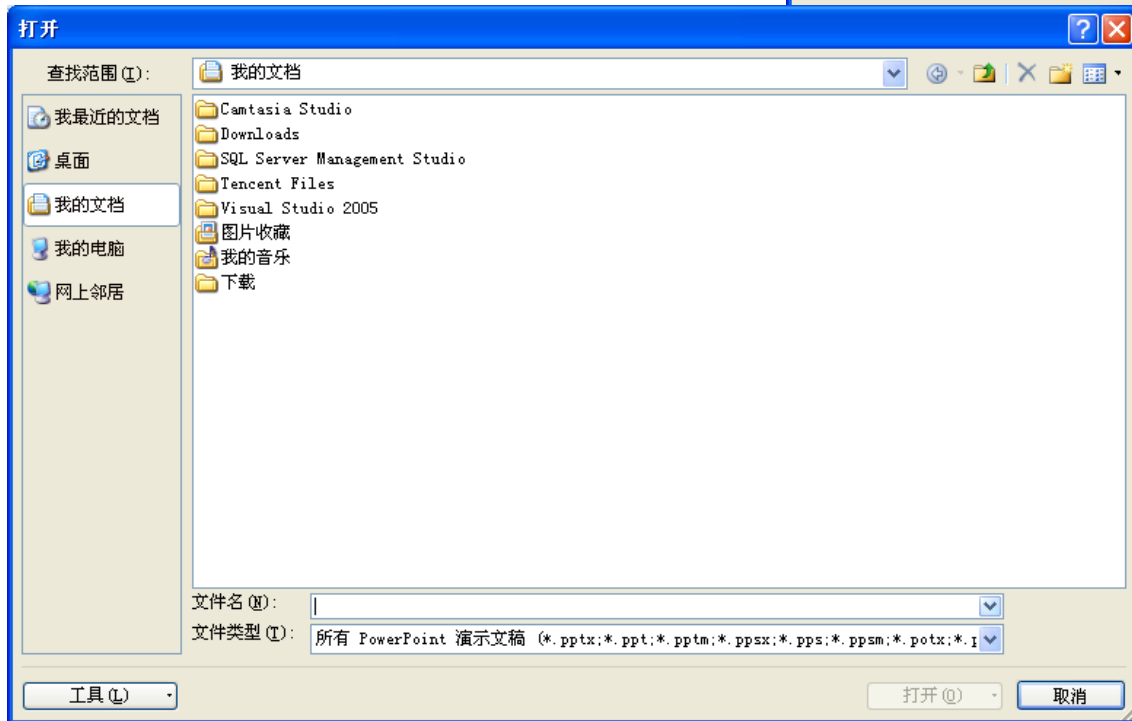 打开
查找范围(I):
我的文档
我最近的文档
桌面
我的文档
我的电脑
网上邻居
Camtasia Studio
Downloads
SQL Server Management Studio
Tencent Files
Visual Studio 2005
图片收藏
我的音乐
下载
文件名(N):
文件类型(T):
所有 PowerPoint 演示文稿 (*.pptx;*.ppt;*.pptm;*.ppsx;*.pps;*.ppsm;*.potx;*.p
工具(L)
打开(O)
取消